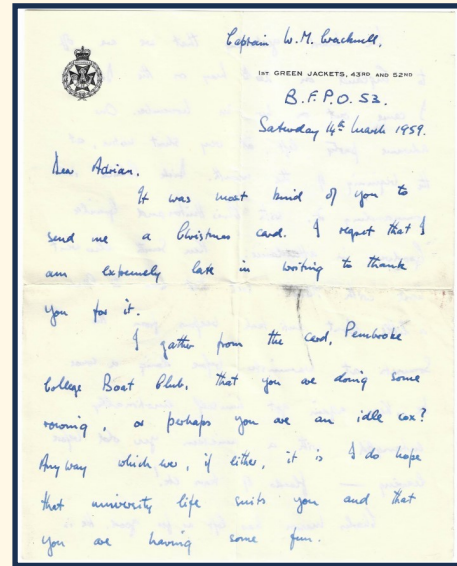 Captain W. M. Cracknell,
1ST GREEN JACKETS, 43RD AND 52ND
B.F.P.O. 53.
Saturday 14th March 1959.
Dear Adrian.
It was most kind of you to
send me a Christmas card. I regret that I
am extremely late in writing to thank
you for it.
I gather from the card, Pembroke
College Boat Club, that you are doing some
rowing, or perhaps you are an idle cox?
Anyway whichever, if either, it is I do hope
that university life suits you and that
you are having some fun.